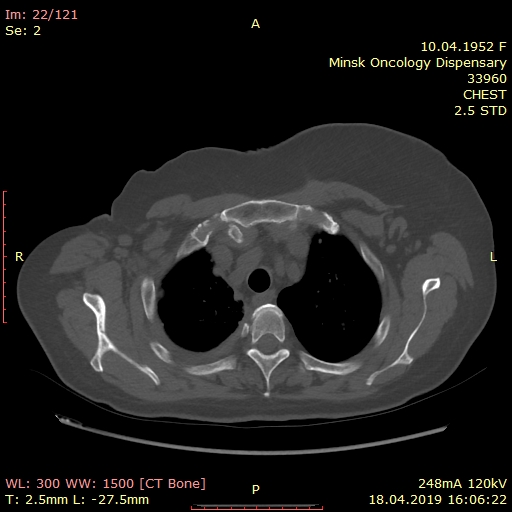 Im: 22/121
Se: 2
A
10.04.1952 F
Minsk Oncology Dispensary
33960
CHEST
2.5 STD
R
L
WL: 300 WW: 1500 [CT Bone]
T: 2.5mm L: -27.5mm
P
248mA 120kV
18.04.2019 16:06:22